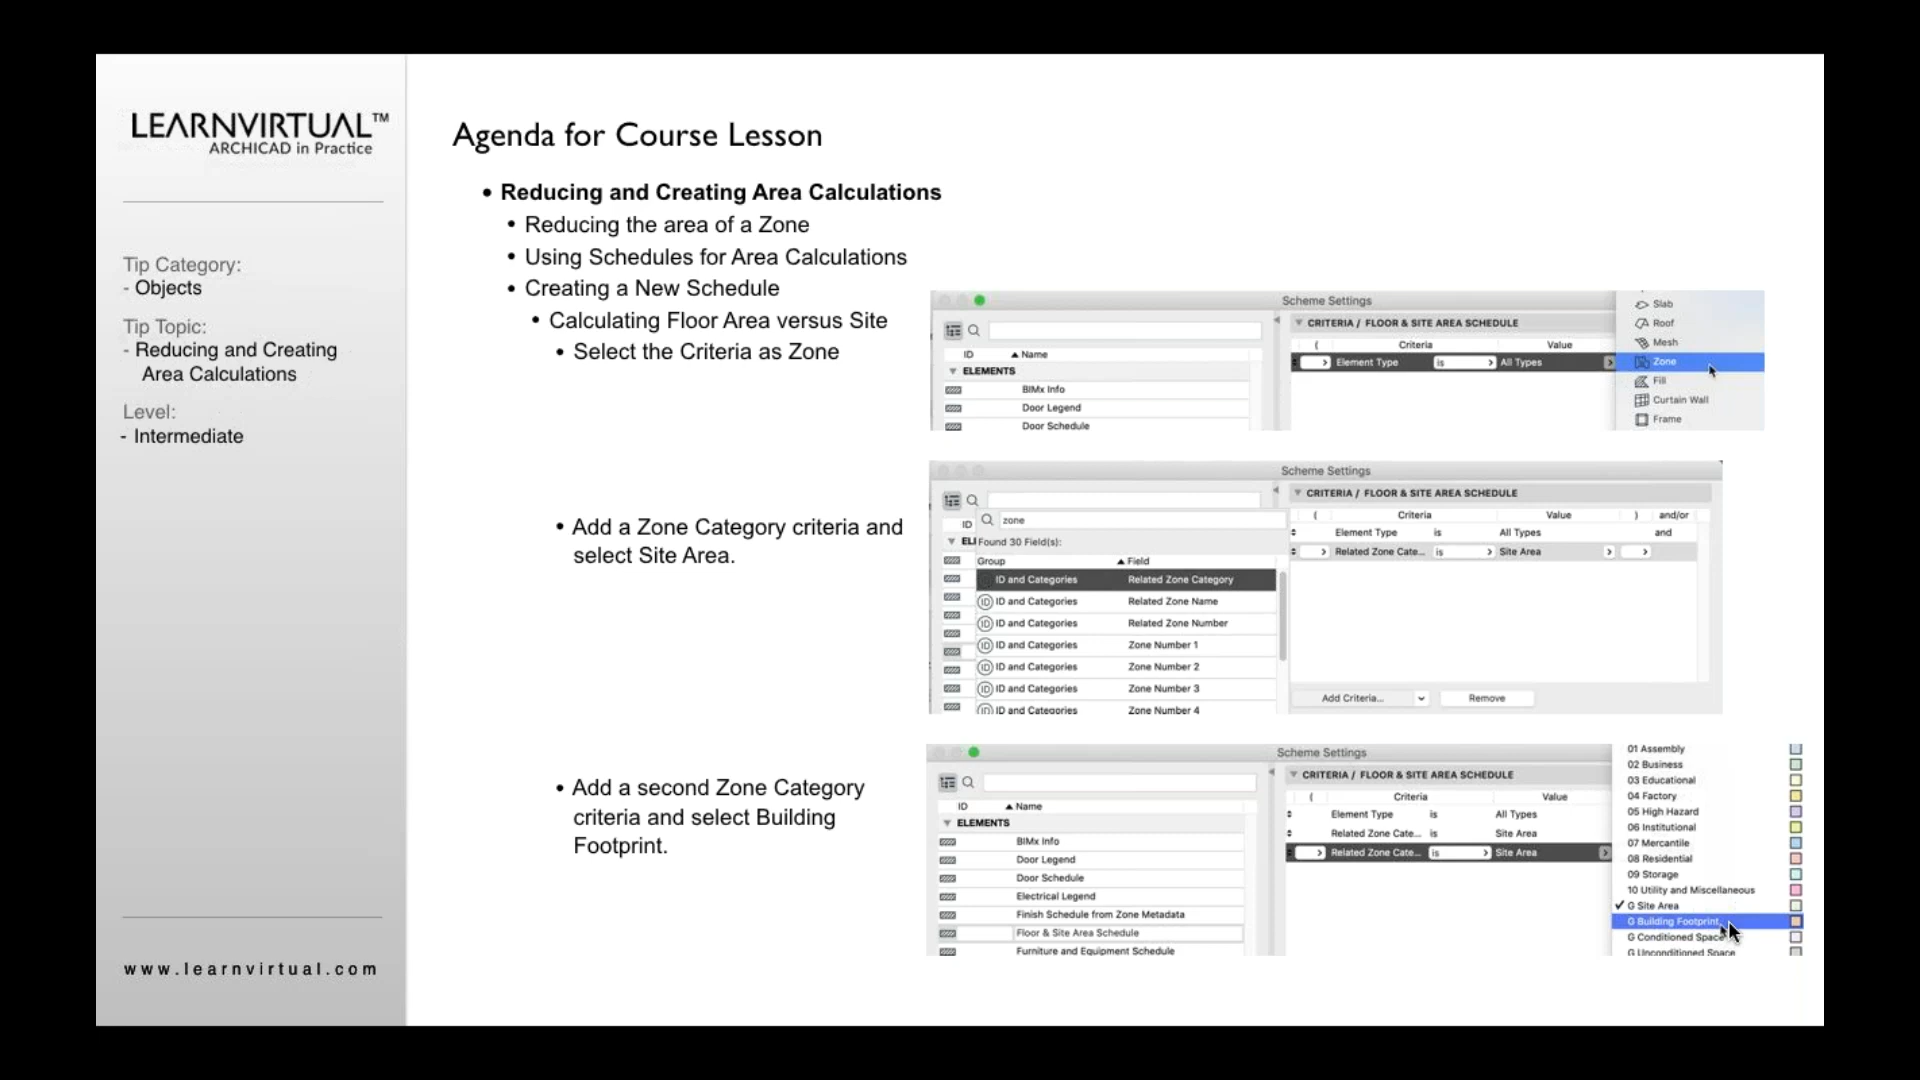 LEARNVIRTUAL™
ARCHICAD in Practice
Tip Category:
- Objects
Tip Topic:
- Reducing and Creating
Area Calculations
Level:
- Intermediate
www.learnvirtual.com
Agenda for Course Lesson
• Reducing and Creating Area Calculations
• Reducing the area of a Zone
• Using Schedules for Area Calculations
• Creating a New Schedule
• Calculating Floor Area versus Site
• Select the Criteria as Zone
Scheme Settings
CRITERIA / FLOOR & SITE AREA SCHEDULE
( Criteria Value
Element Type is All Types
ID Name
ELEMENTS
BIMx Info
Door Legend
Door Schedule
Slab
Roof
Mesh
Zone
Fill
Curtain Wall
Frame
• Add a Zone Category criteria and
select Site Area.
Scheme Settings
CRITERIA / FLOOR & SITE AREA SCHEDULE
( Criteria Value ) and/or
Element Type is All Types and
Related Zone Cate... is Site Area
ID
zone
Found 30 Field(s):
Group Field
ID and Categories Related Zone Category
ID and Categories Related Zone Name
ID and Categories Related Zone Number
ID and Categories Zone Number 1
ID and Categories Zone Number 2
ID and Categories Zone Number 3
ID and Categories Zone Number 4
Add Criteria... Remove
• Add a second Zone Category
criteria and select Building
Footprint.
Scheme Settings
CRITERIA / FLOOR & SITE AREA SCHEDULE
( Criteria Value
Element Type is All Types
Related Zone Cate... is Site Area
Related Zone Cate... is Site Area
ID Name
ELEMENTS
BIMx Info
Door Legend
Door Schedule
Electrical Legend
Finish Schedule from Zone Metadata
Floor & Site Area Schedule
Furniture and Equipment Schedule
01 Assembly
02 Business
03 Educational
04 Factory
05 High Hazard
06 Institutional
07 Mercantile
08 Residential
09 Storage
10 Utility and Miscellaneous
G Site Area
G Building Footprint
G Conditioned Space
G Unconditioned Space